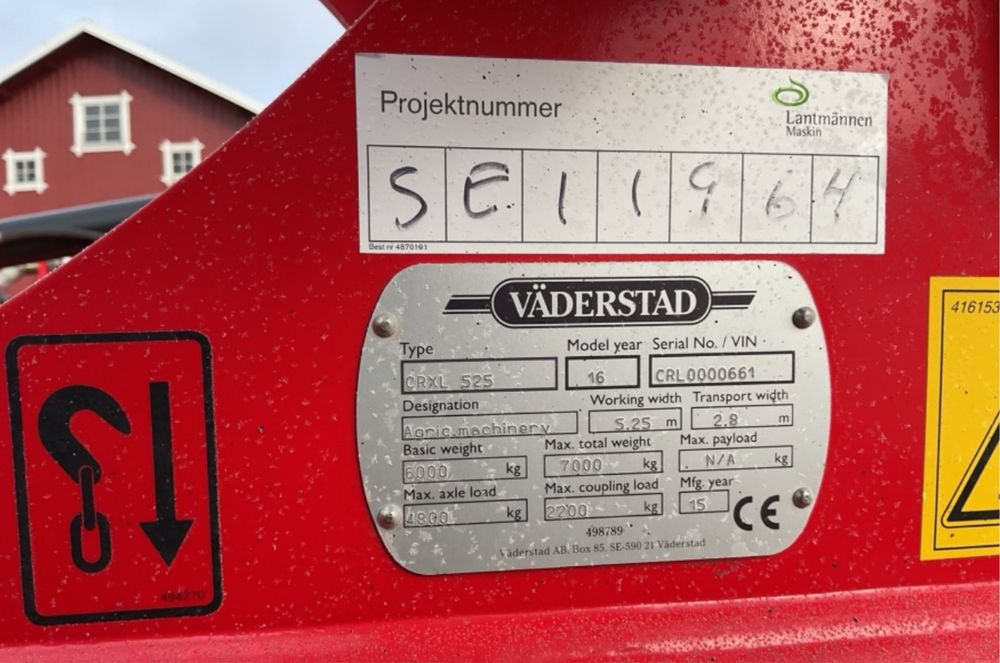 Projektnummer
Lantmännen
Maskin
SE11964
Best nr 4870191
VÄDERSTAD
Type Model year Serial No. / VIN
CRXL 525 16 CRL0000661
Designation Working width Transport width
Agric.machinery 5.25 m 2.8 m
Basic weight Max. total weight Max. payload
6000 kg 7000 kg N/A kg
Max. axle load Max. coupling load Mfg. year
4800 kg 2200 kg 15 CE
498789
Väderstad AB, Box 85, SE-590 21 Väderstad
494270
416153